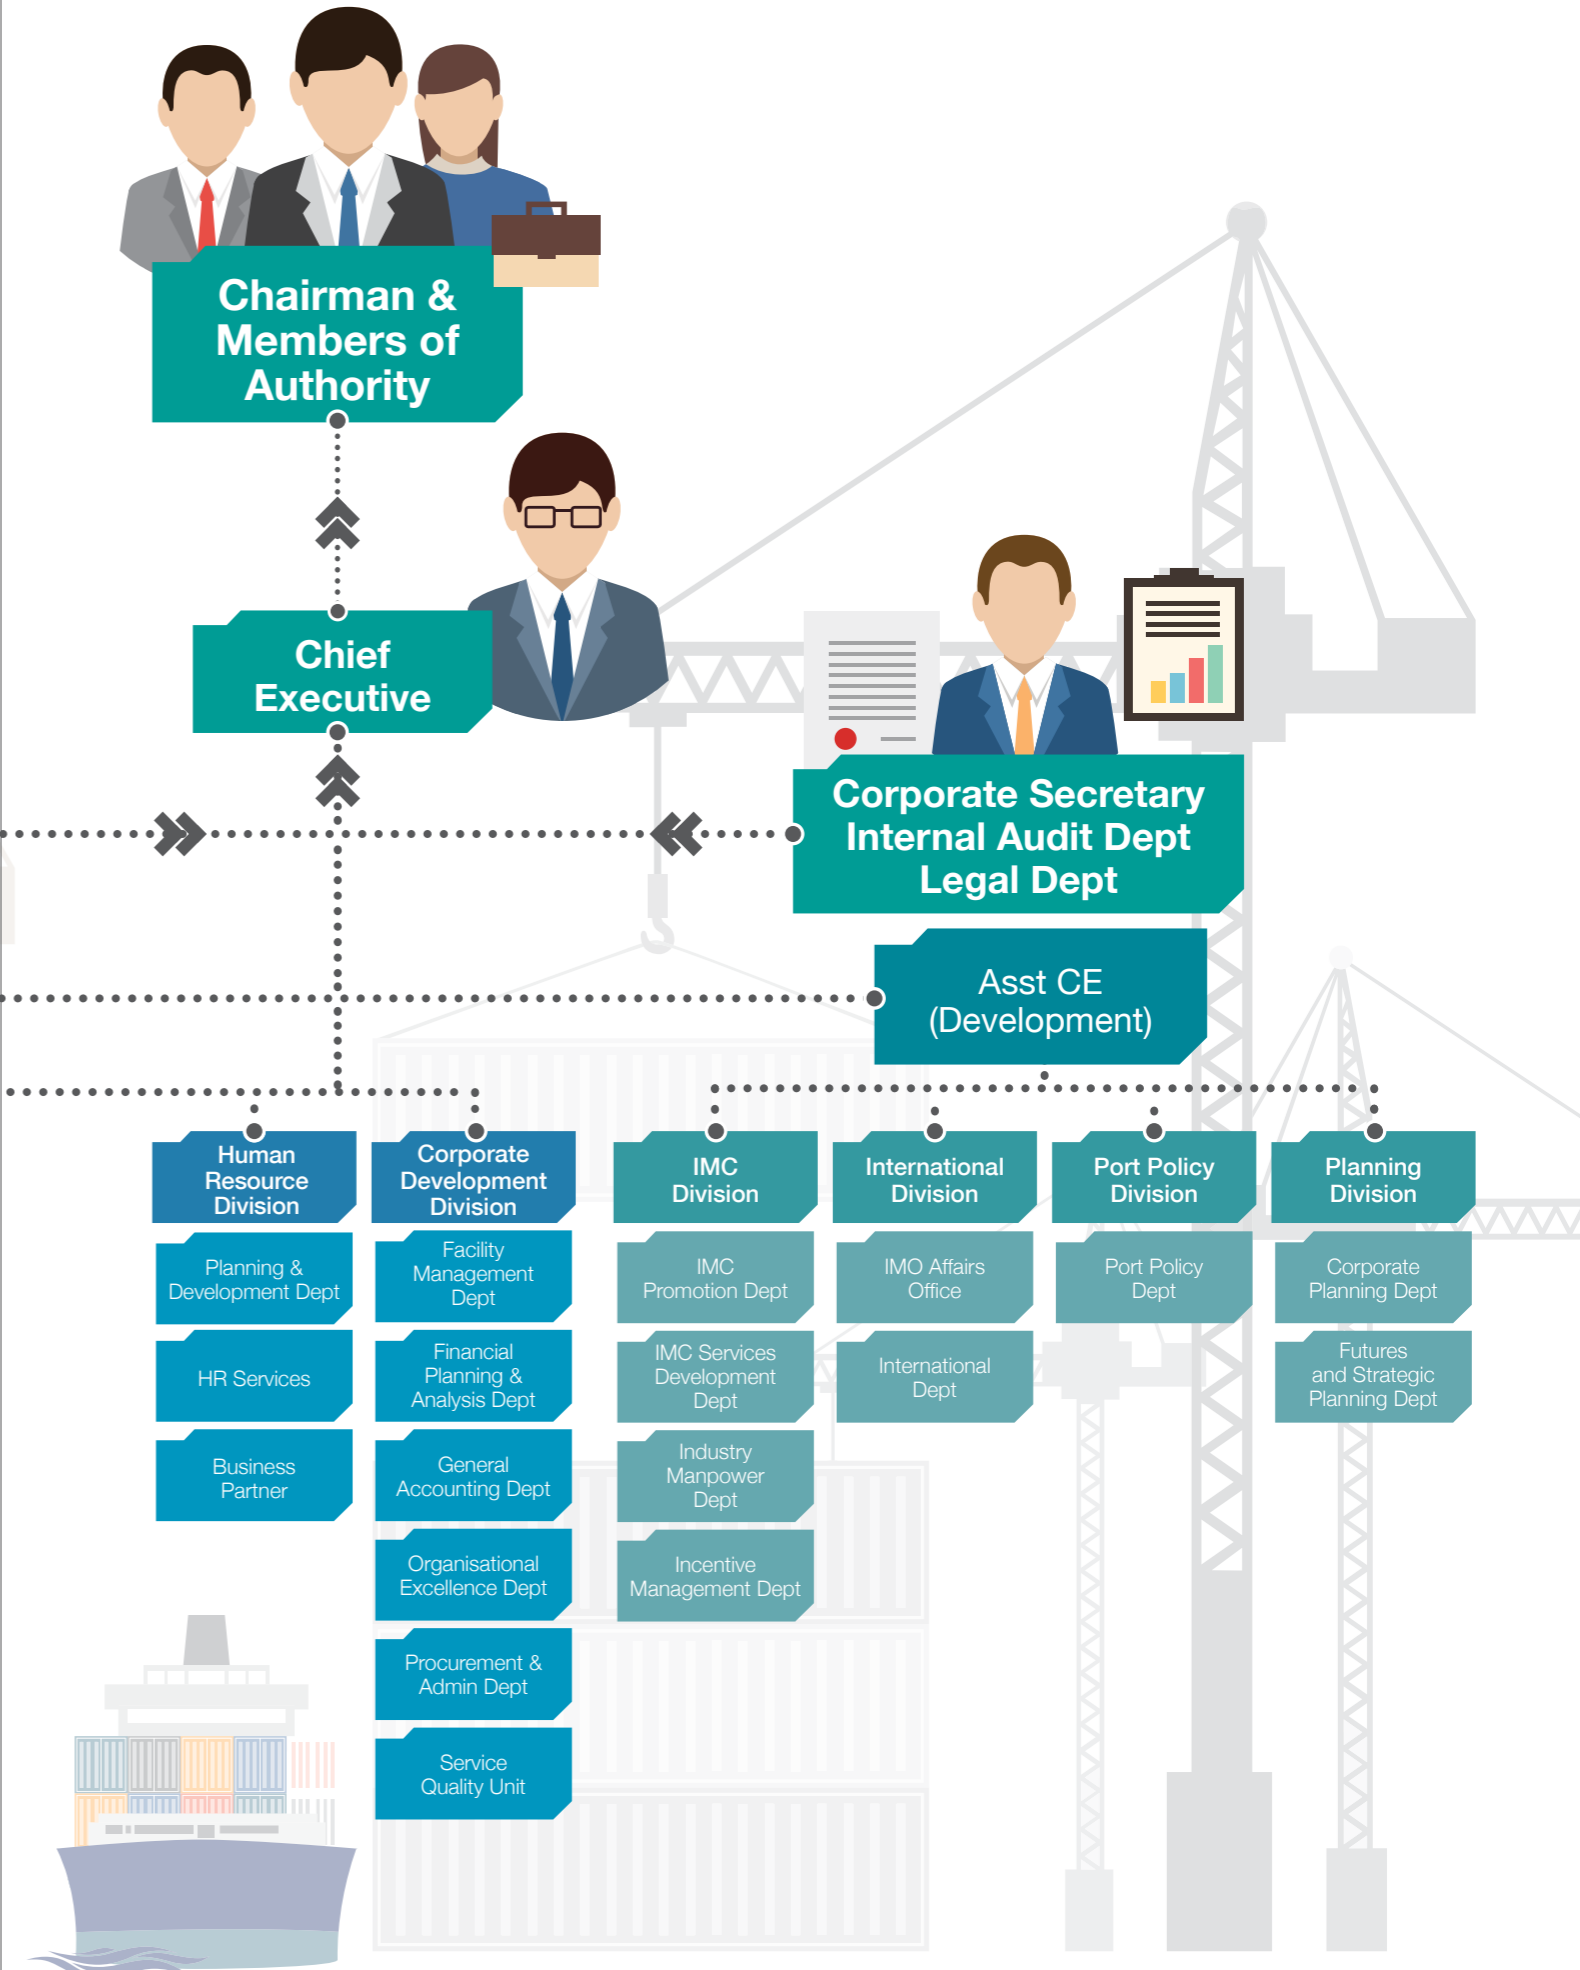 Chairman &
Members of
Authority
Chief
Executive
Corporate Secretary
Internal Audit Dept
Legal Dept
Asst CE
(Development)
Human
Resource
Division
Planning &
Development Dept
HR Services
Business
Partner
Corporate
Development
Division
Facility
Management
Dept
Financial
Planning &
Analysis Dept
General
Accounting Dept
Organisational
Excellence Dept
Procurement &
Admin Dept
Service
Quality Unit
IMC
Division
IMC
Promotion Dept
IMC Services
Development
Dept
Industry
Manpower
Dept
Incentive
Management Dept
International
Division
IMO Affairs
Office
International
Dept
Port Policy
Division
Port Policy
Dept
Planning
Division
Corporate
Planning Dept
Futures
and Strategic
Planning Dept